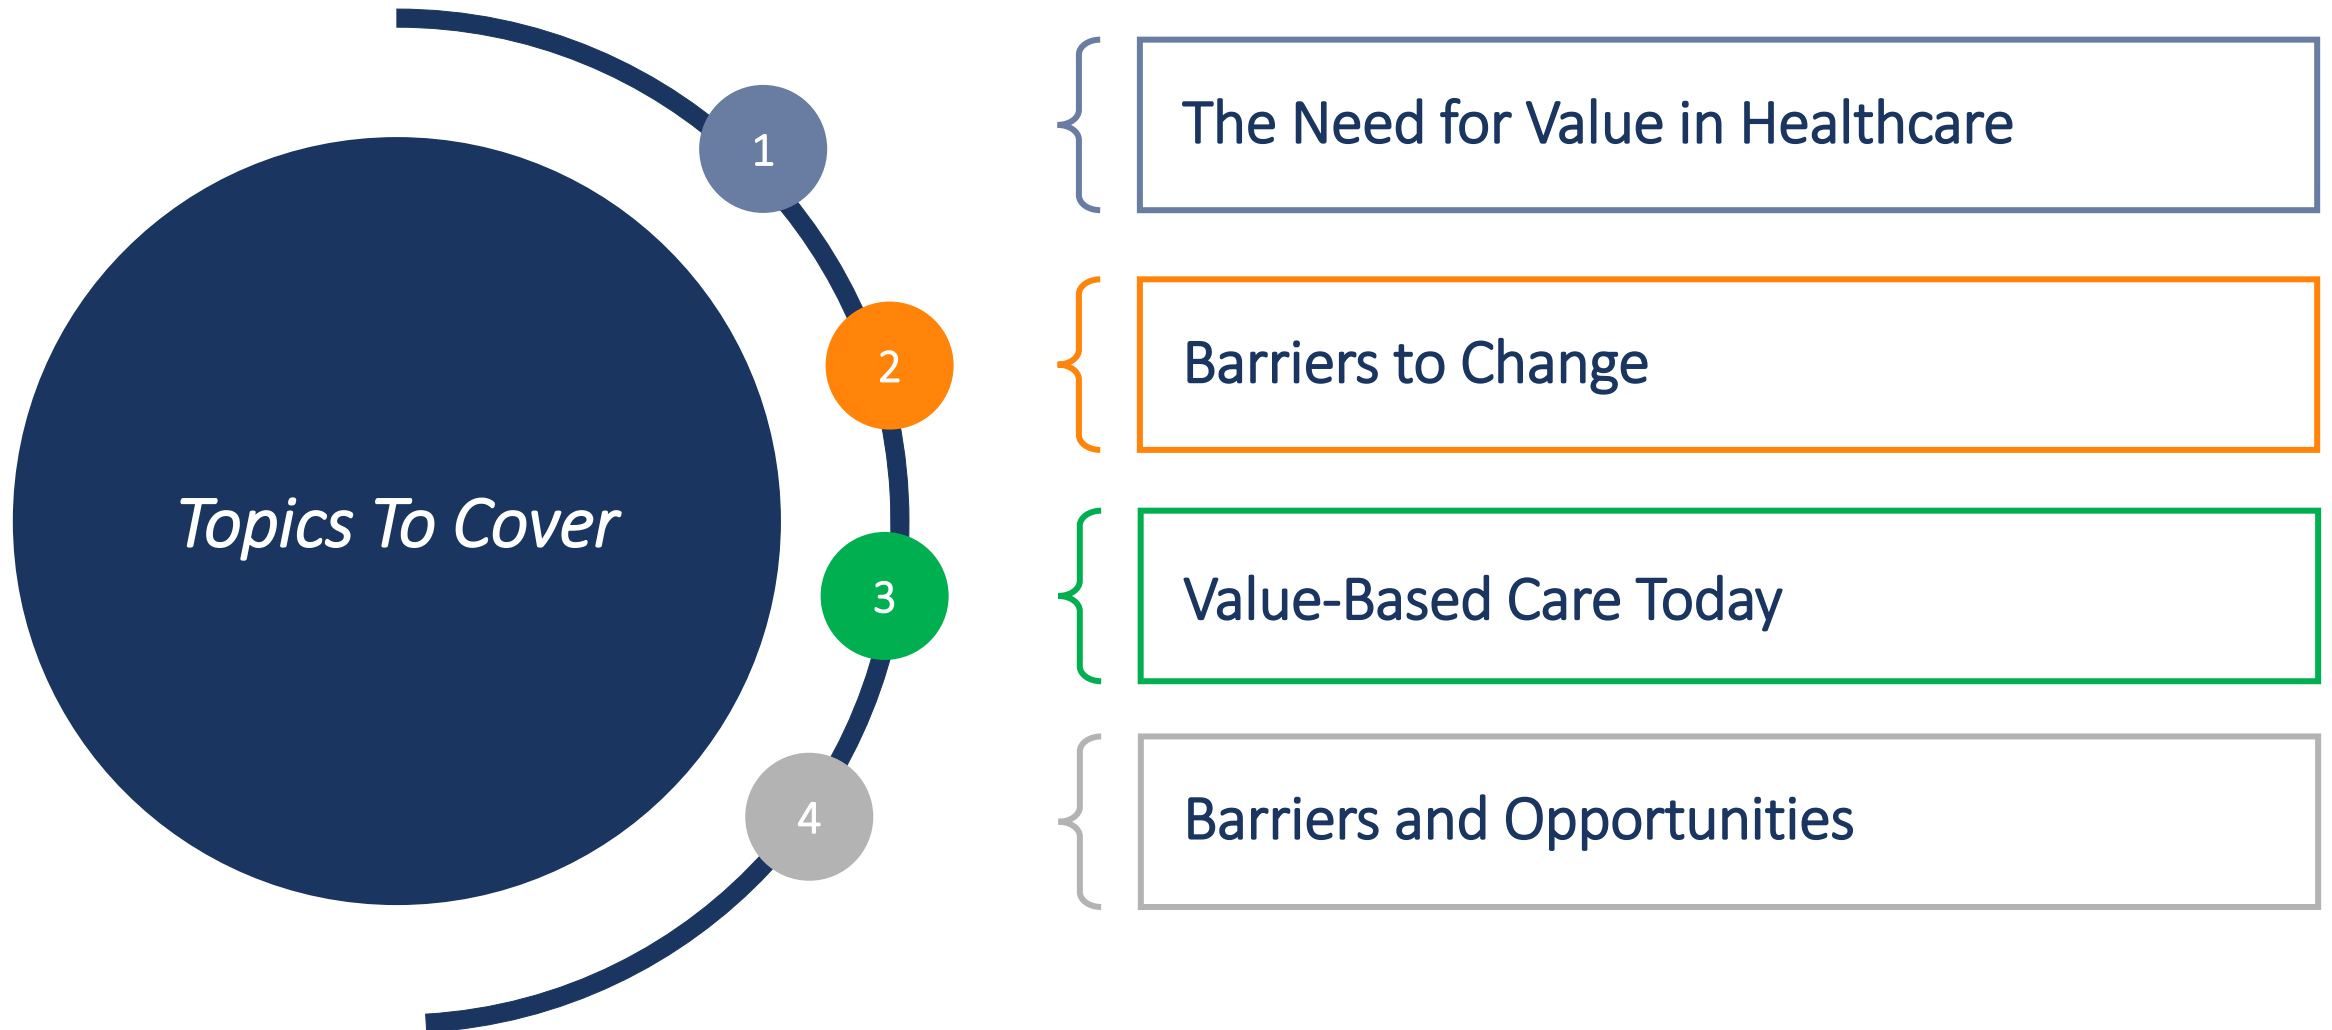 Topics To Cover
1
The Need for Value in Healthcare
2
Barriers to Change
3
Value-Based Care Today
4
Barriers and Opportunities